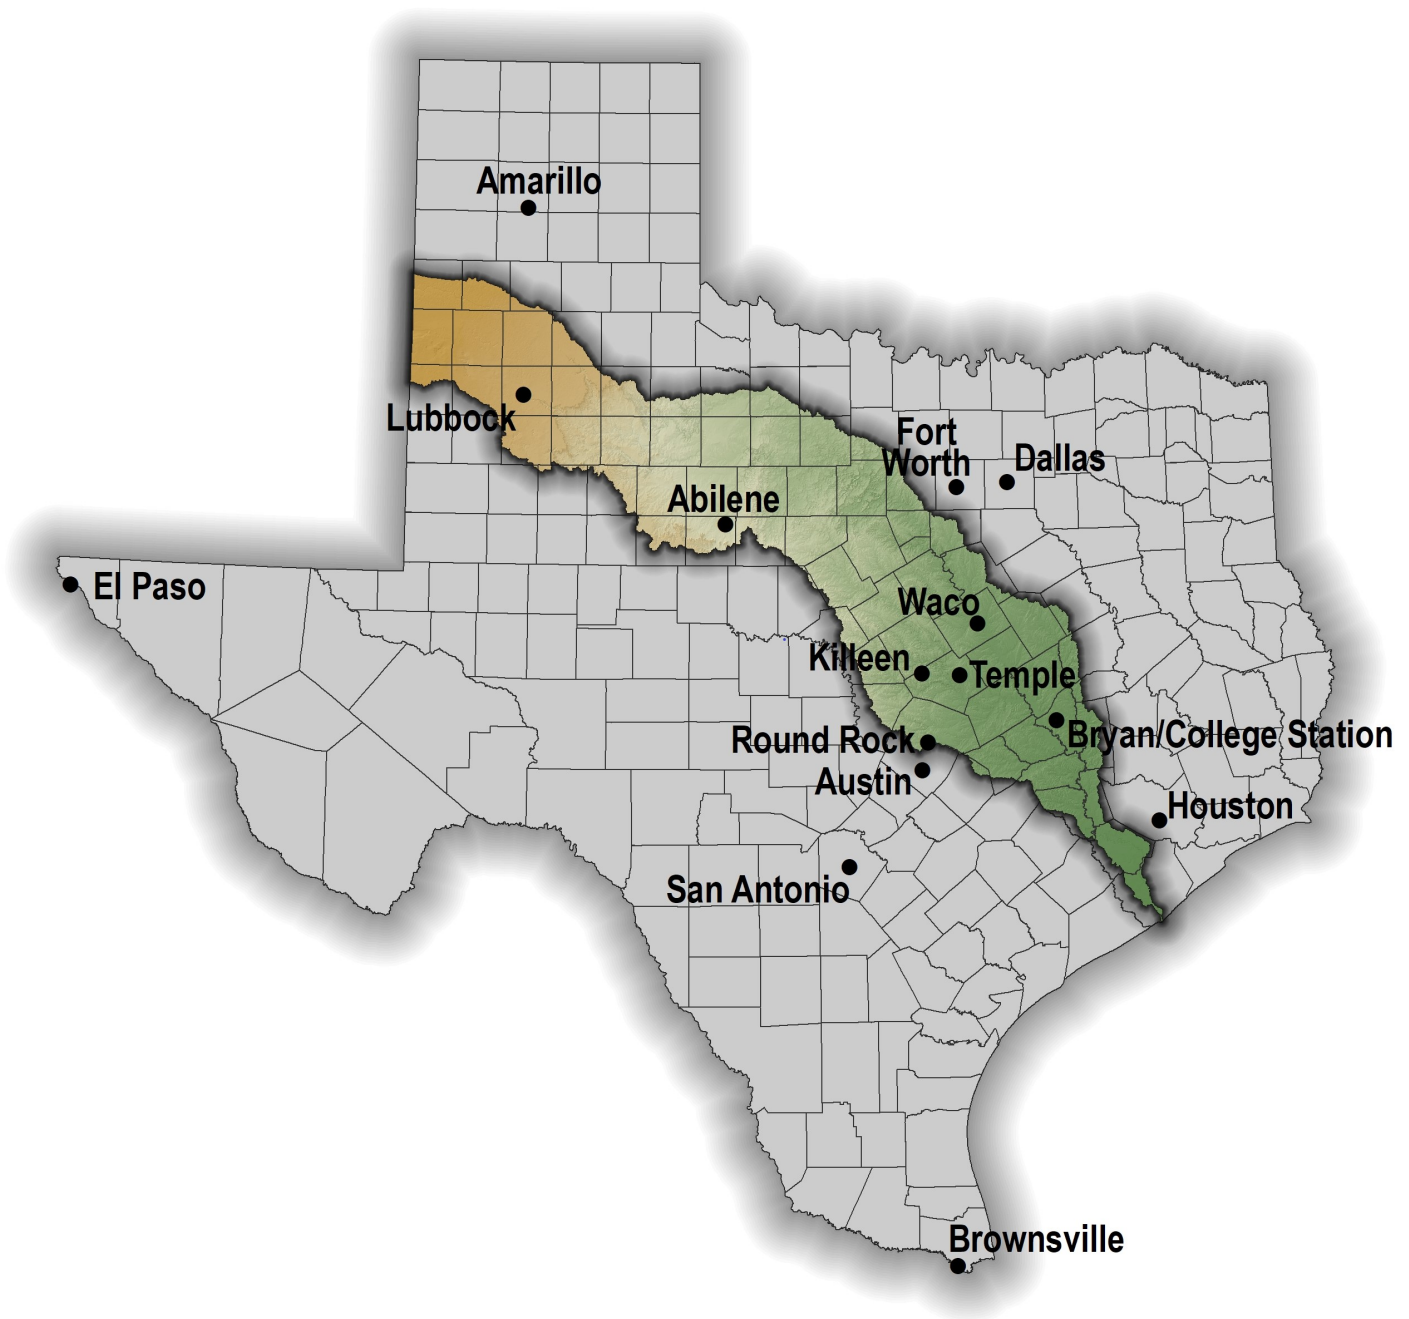 Amarillo
Lubbock
Fort
Worth
Dallas
Abilene
El Paso
Waco
Killeen
Temple
Round Rock
Bryan/College Station
Austin
Houston
San Antonio
Brownsville